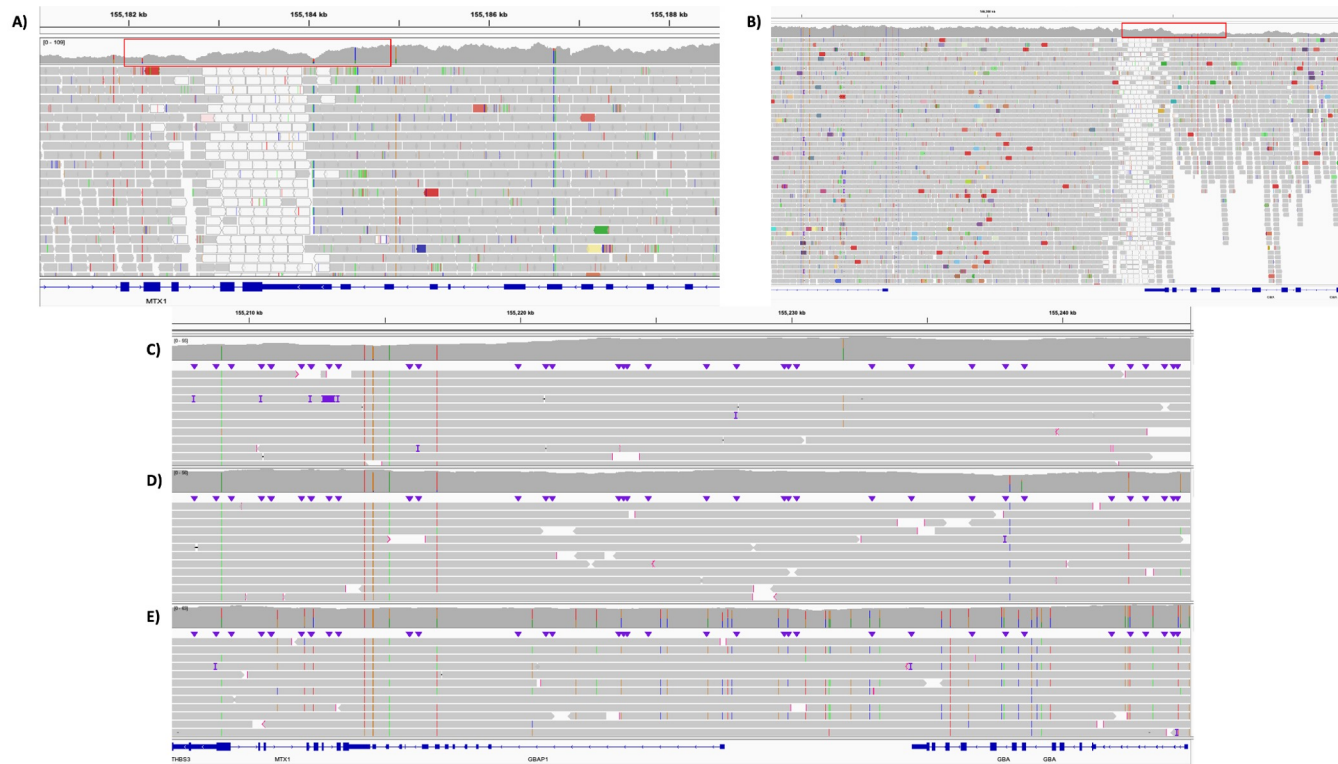 A)
155,182 kb 155,184 kb 155,186 kb 155,188 kb
[0 - 109]
MTX1
B)
155,210 kb 155,220 kb 155,230 kb 155,240 kb
C)
D)
E)
THBS3 MTX1 GBAP1 GBA GBA